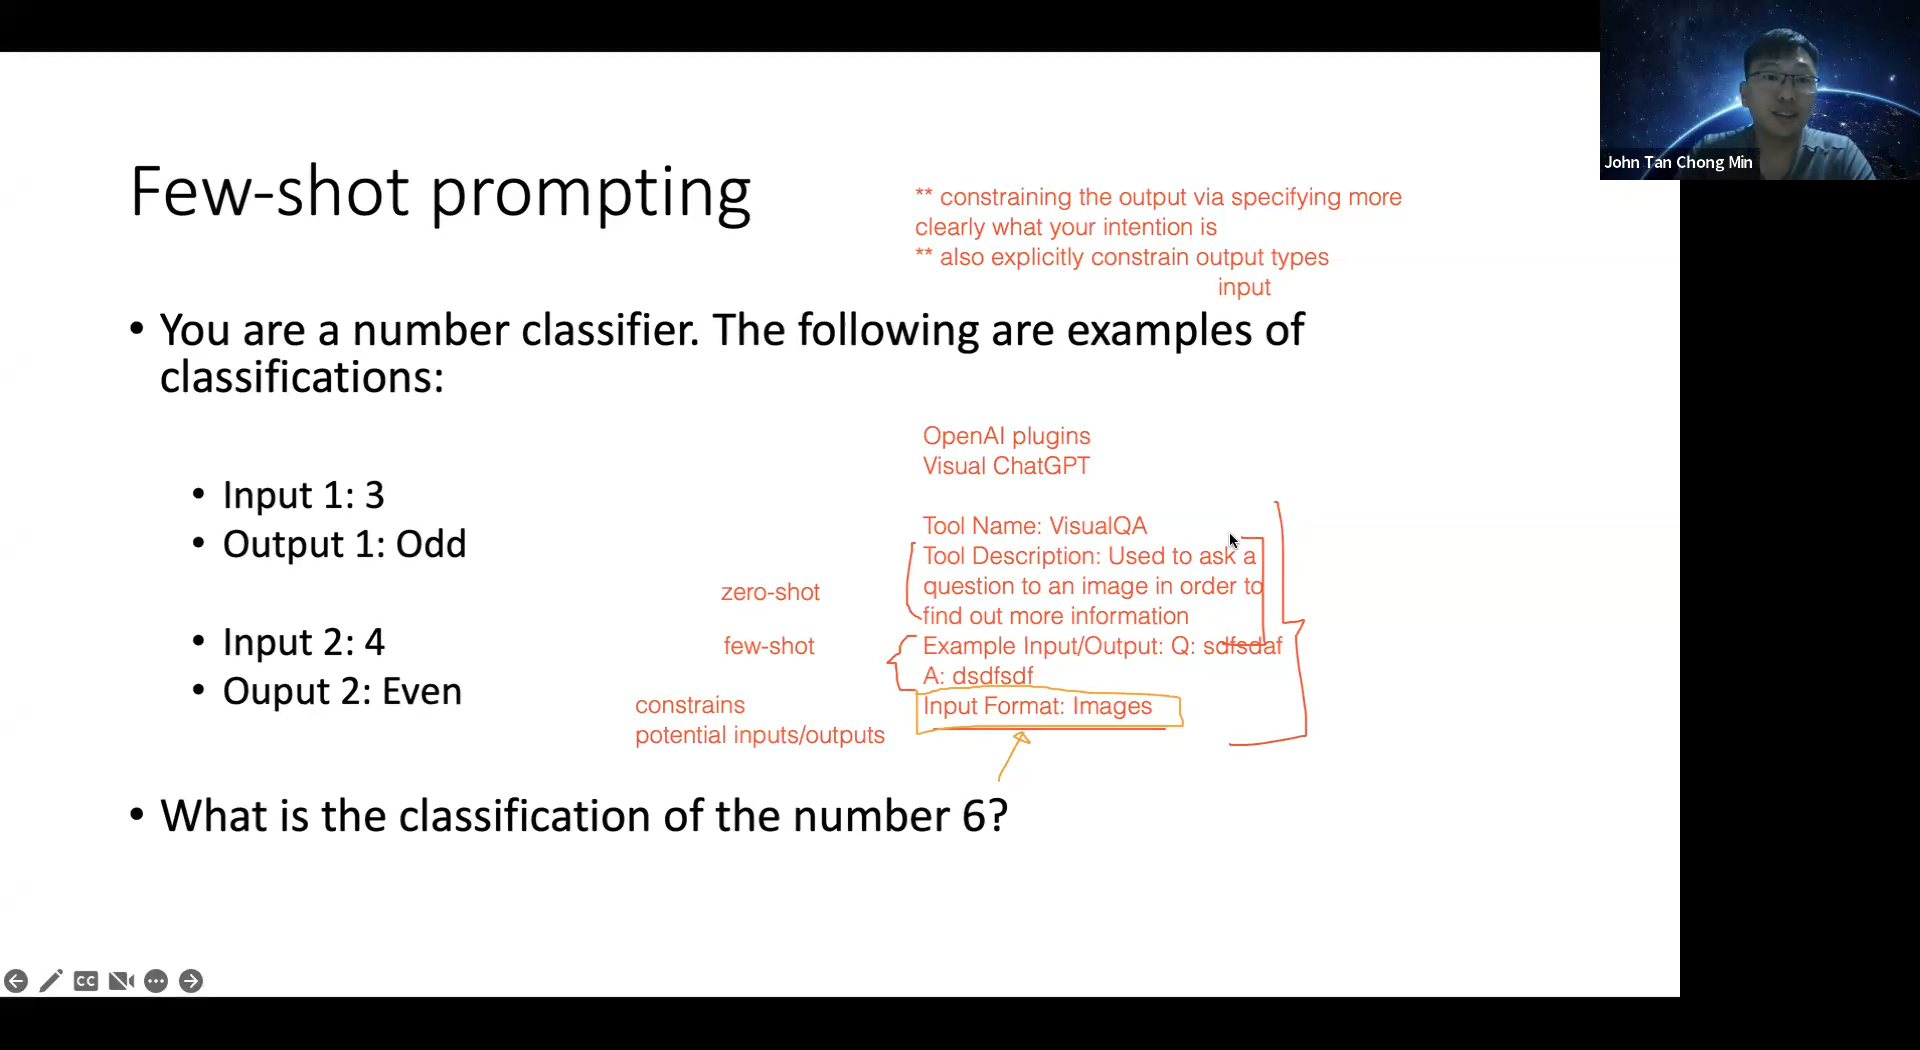 John Tan Chong Min
Few-shot prompting
** constraining the output via specifying more
clearly what your intention is
** also explicitly constrain output types
input
• You are a number classifier. The following are examples of
classifications:
OpenAI plugins
Visual ChatGPT
• Input 1: 3
• Output 1: Odd
• Input 2: 4
• Ouput 2: Even
Tool Name: VisualQA
Tool Description: Used to ask a
question to an image in order to
find out more information
Example Input/Output: Q: sdfsdaf
A: dsdfsdf
Input Format: Images
zero-shot
few-shot
constrains
potential inputs/outputs
• What is the classification of the number 6?
CC